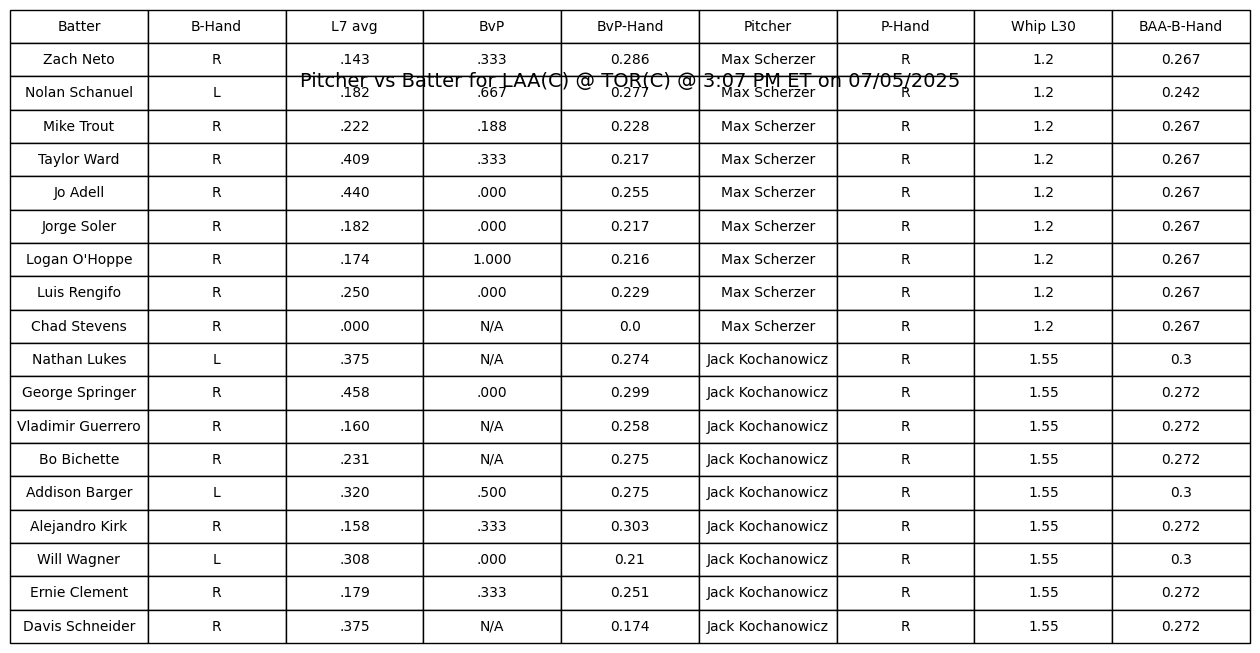 Batter B-Hand L7 avg BvP BvP-Hand Pitcher P-Hand Whip L30 BAA-B-Hand
Zach Neto R .143 .333 0.286 Max Scherzer R 1.2 0.267
Pitcher vs Batter for LAA(C) @ TOR(C) @ 3:07 PM ET on 07/05/2025
Nolan Schanuel L .182 .667 0.277 Max Scherzer R 1.2 0.242
Mike Trout R .222 .188 0.228 Max Scherzer R 1.2 0.267
Taylor Ward R .409 .333 0.217 Max Scherzer R 1.2 0.267
Jo Adell R .440 .000 0.255 Max Scherzer R 1.2 0.267
Jorge Soler R .182 .000 0.217 Max Scherzer R 1.2 0.267
Logan O'Hoppe R .174 1.000 0.216 Max Scherzer R 1.2 0.267
Luis Rengifo R .250 .000 0.229 Max Scherzer R 1.2 0.267
Chad Stevens R .000 N/A 0.0 Max Scherzer R 1.2 0.267
Nathan Lukes L .375 N/A 0.274 Jack Kochanowicz R 1.55 0.3
George Springer R .458 .000 0.299 Jack Kochanowicz R 1.55 0.272
Vladimir Guerrero R .160 N/A 0.258 Jack Kochanowicz R 1.55 0.272
Bo Bichette R .231 N/A 0.275 Jack Kochanowicz R 1.55 0.272
Addison Barger L .320 .500 0.275 Jack Kochanowicz R 1.55 0.3
Alejandro Kirk R .158 .333 0.303 Jack Kochanowicz R 1.55 0.272
Will Wagner L .308 .000 0.21 Jack Kochanowicz R 1.55 0.3
Ernie Clement R .179 .333 0.251 Jack Kochanowicz R 1.55 0.272
Davis Schneider R .375 N/A 0.174 Jack Kochanowicz R 1.55 0.272